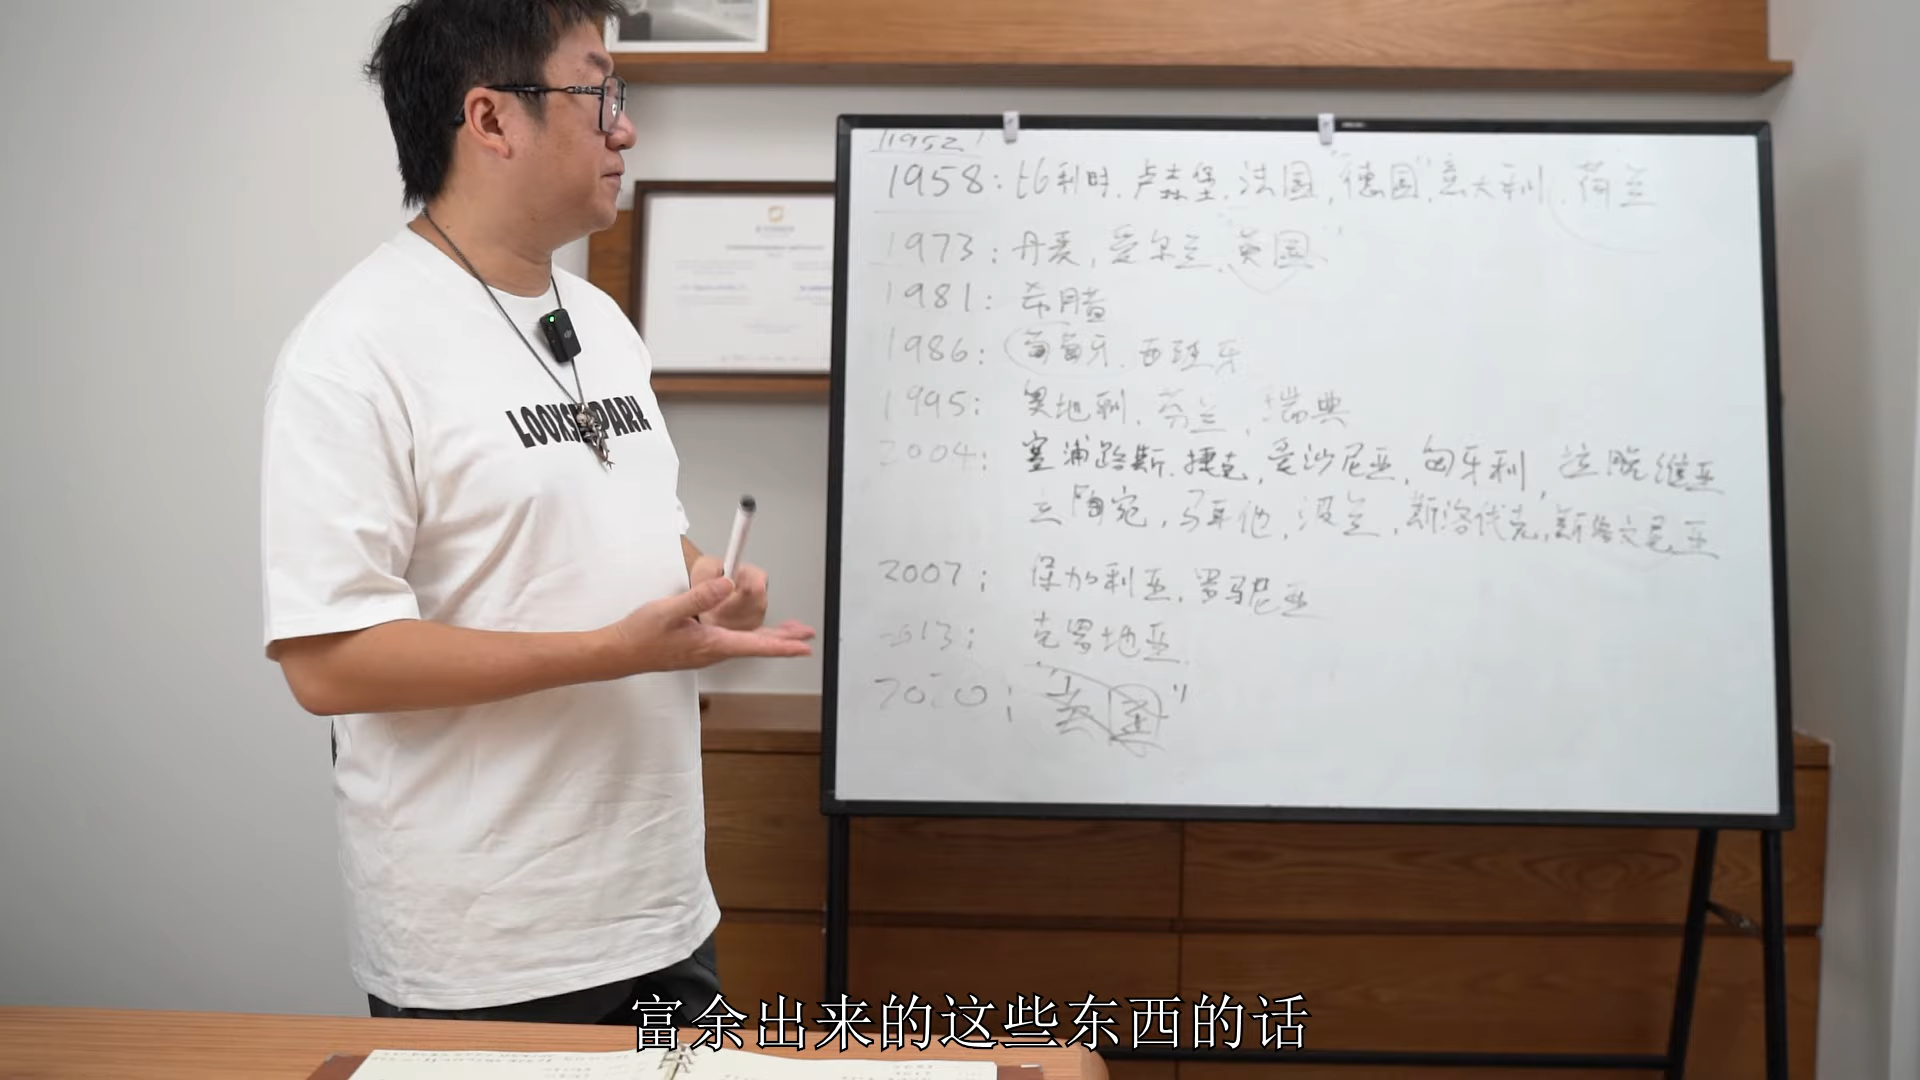 1952
1958: 比利时、卢森堡、法国,"德国",意大利、荷兰
1973: 丹麦, 爱尔兰、英国
1981: 希腊
1986: 葡萄牙、西班牙
1995: 奥地利、芬兰、瑞典
2004: 塞浦路斯、捷克, 爱沙尼亚, 匈牙利, 拉脱维亚
立陶宛, 马耳他, 波兰, 斯洛伐克, 斯洛文尼亚
2007: 保加利亚、罗马尼亚
2013: 克罗地亚
2020:
LOOKS PARK
富余出来的这些东西的话